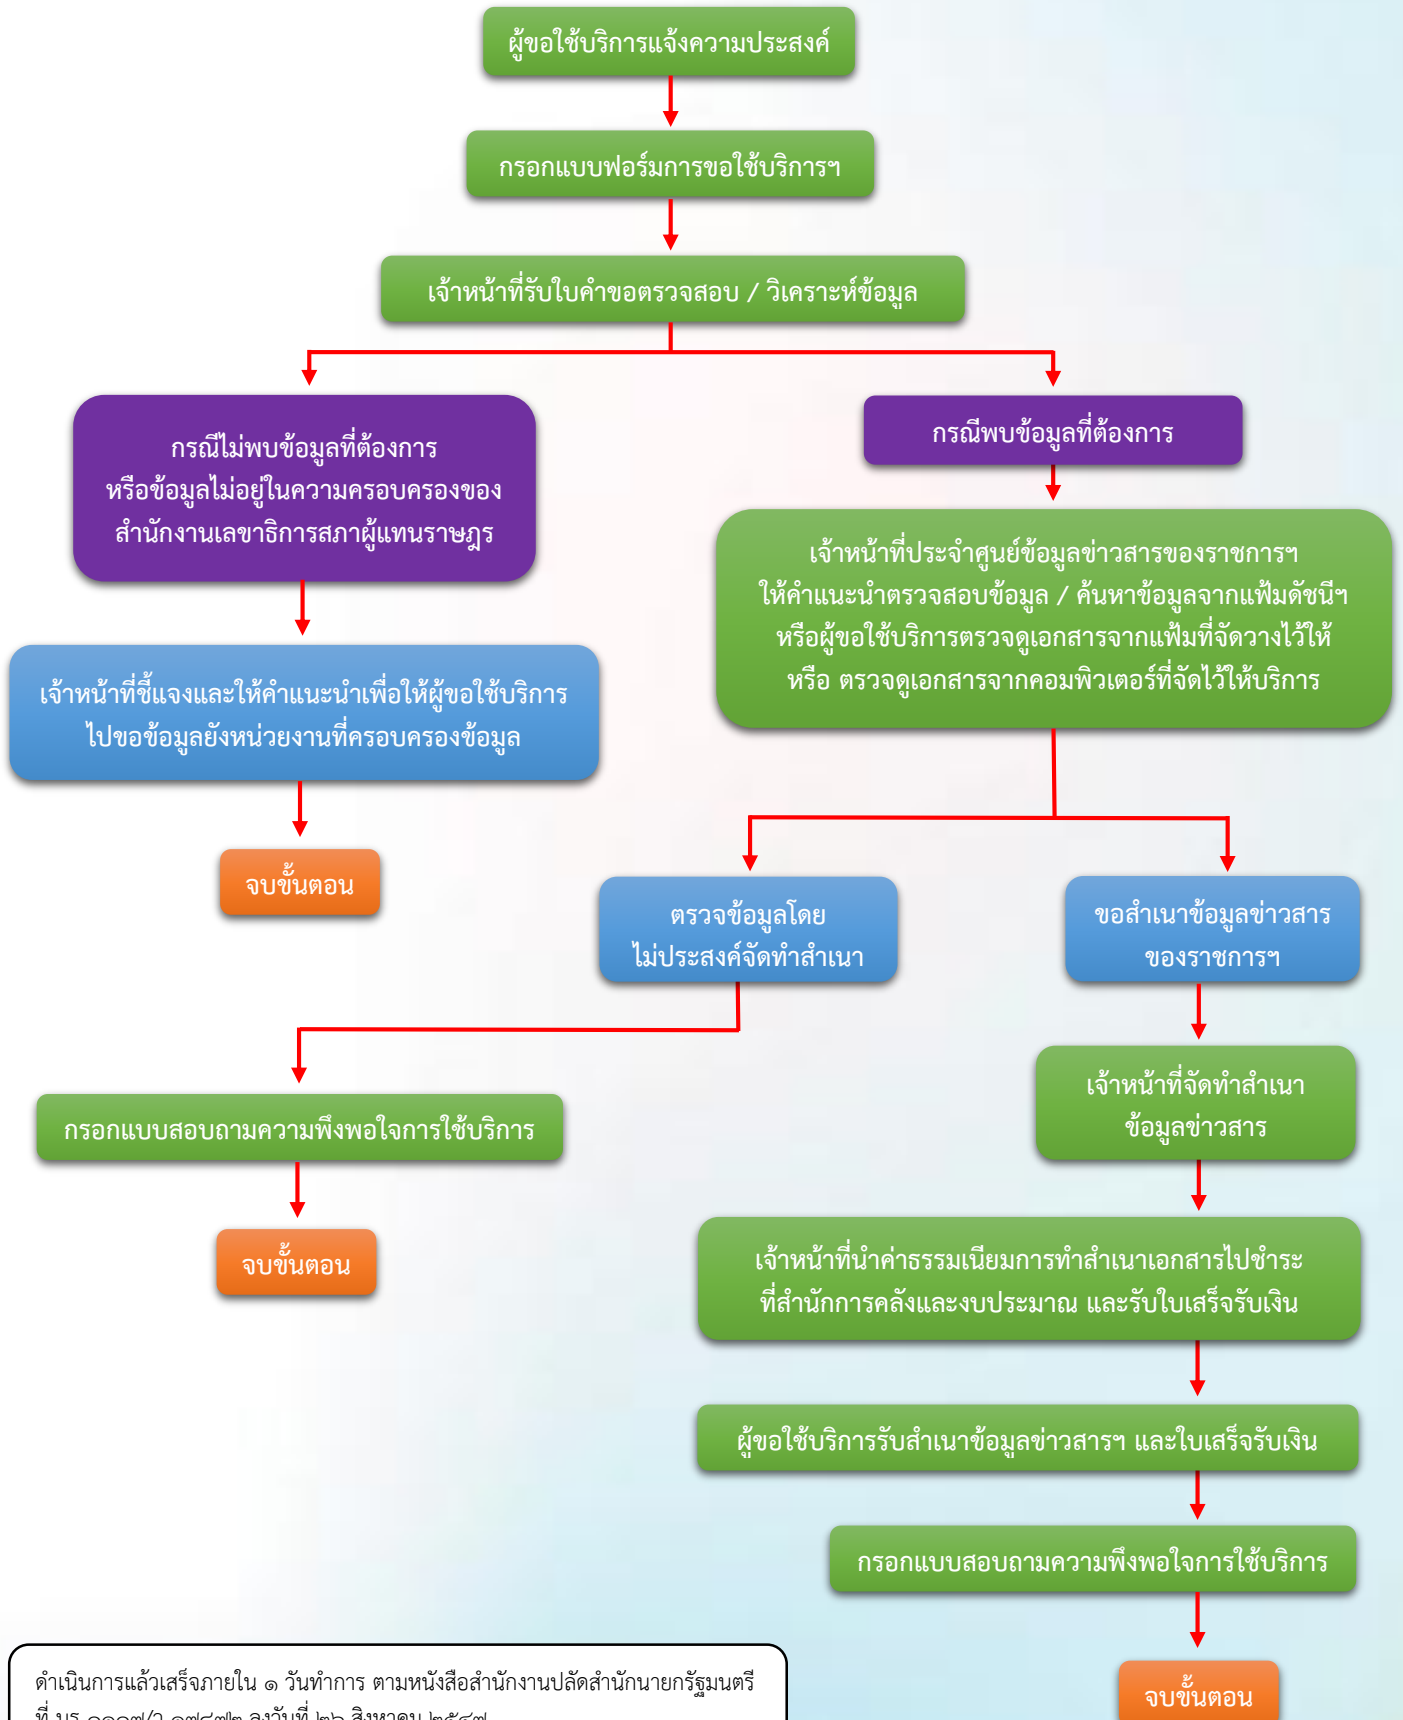 ผู้ขอใช้บริการแจ้งความประสงค์
กรอกแบบฟอร์มการขอใช้บริการฯ
เจ้าหน้าที่รับใบคำขอตรวจสอบ / วิเคราะห์ข้อมูล
กรณีไม่พบข้อมูลที่ต้องการ
หรือข้อมูลไม่อยู่ในความครอบครองของ
สำนักงานเลขาธิการสภาผู้แทนราษฎร
กรณีพบข้อมูลที่ต้องการ
เจ้าหน้าที่ประจำศูนย์ข้อมูลข่าวสารของราชการฯ
ให้คำแนะนำตรวจสอบข้อมูล / ค้นหาข้อมูลจากแฟ้มดัชนีฯ
หรือผู้ขอใช้บริการตรวจดูเอกสารจากแฟ้มที่จัดวางไว้ให้
หรือ ตรวจดูเอกสารจากคอมพิวเตอร์ที่จัดไว้ให้บริการ
เจ้าหน้าที่ชี้แจงและให้คำแนะนำเพื่อให้ผู้ขอใช้บริการ
ไปขอข้อมูลยังหน่วยงานที่ครอบครองข้อมูล
จบขั้นตอน
ตรวจข้อมูลโดย
ไม่ประสงค์จัดทำสำเนา
ขอสำเนาข้อมูลข่าวสาร
ของราชการฯ
กรอกแบบสอบถามความพึงพอใจการใช้บริการ
จบขั้นตอน
เจ้าหน้าที่จัดทำสำเนา
ข้อมูลข่าวสาร
เจ้าหน้าที่นำค่าธรรมเนียมการทำสำเนาเอกสารไปชำระ
ที่สำนักการคลังและงบประมาณ และรับใบเสร็จรับเงิน
ผู้ขอใช้บริการรับสำเนาข้อมูลข่าวสารฯ และใบเสร็จรับเงิน
กรอกแบบสอบถามความพึงพอใจการใช้บริการ
จบขั้นตอน
ดำเนินการแล้วเสร็จภายใน ๑ วันทำการ ตามหนังสือสำนักงานปลัดสำนักนายกรัฐมนตรี
ลงวันที่ ๒๖ สิงหาคม ๒๕๔๗